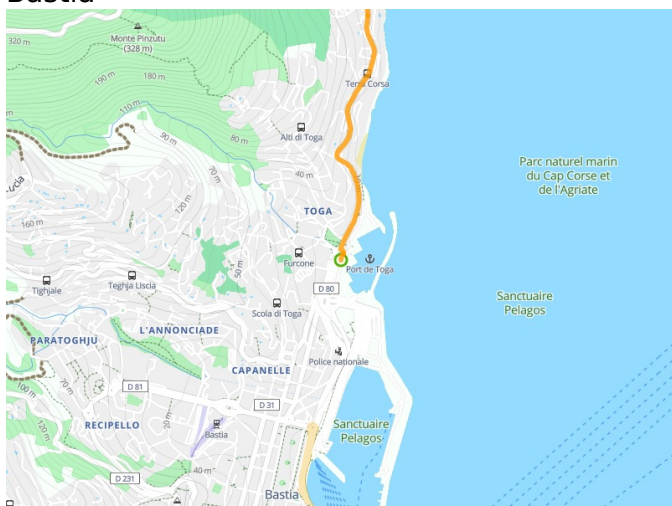 Bastia
320 m
Monte Pinzutu
(328 m)
190 m
180 m
110 m
Terra Corsa
80 m
Alti di Toga
90 m
70 m
40 m
Parc naturel marin
du Cap Corse et
de l'Agriate
120 m
TOGA
160 m
50 m
Furcone
Port de Toga
Tighjale
Teghja Liscia
D 80
Sanctuaire
Pelagos
Scola di Toga
L'ANNONCIADE
PARATOGHJU
Police nationale
CAPANELLE
70 m
D 81
100 m
D 31
20 m
RECIPELLO
Bastia
Sanctuaire
Pelagos
40 m
D 231
Bastia